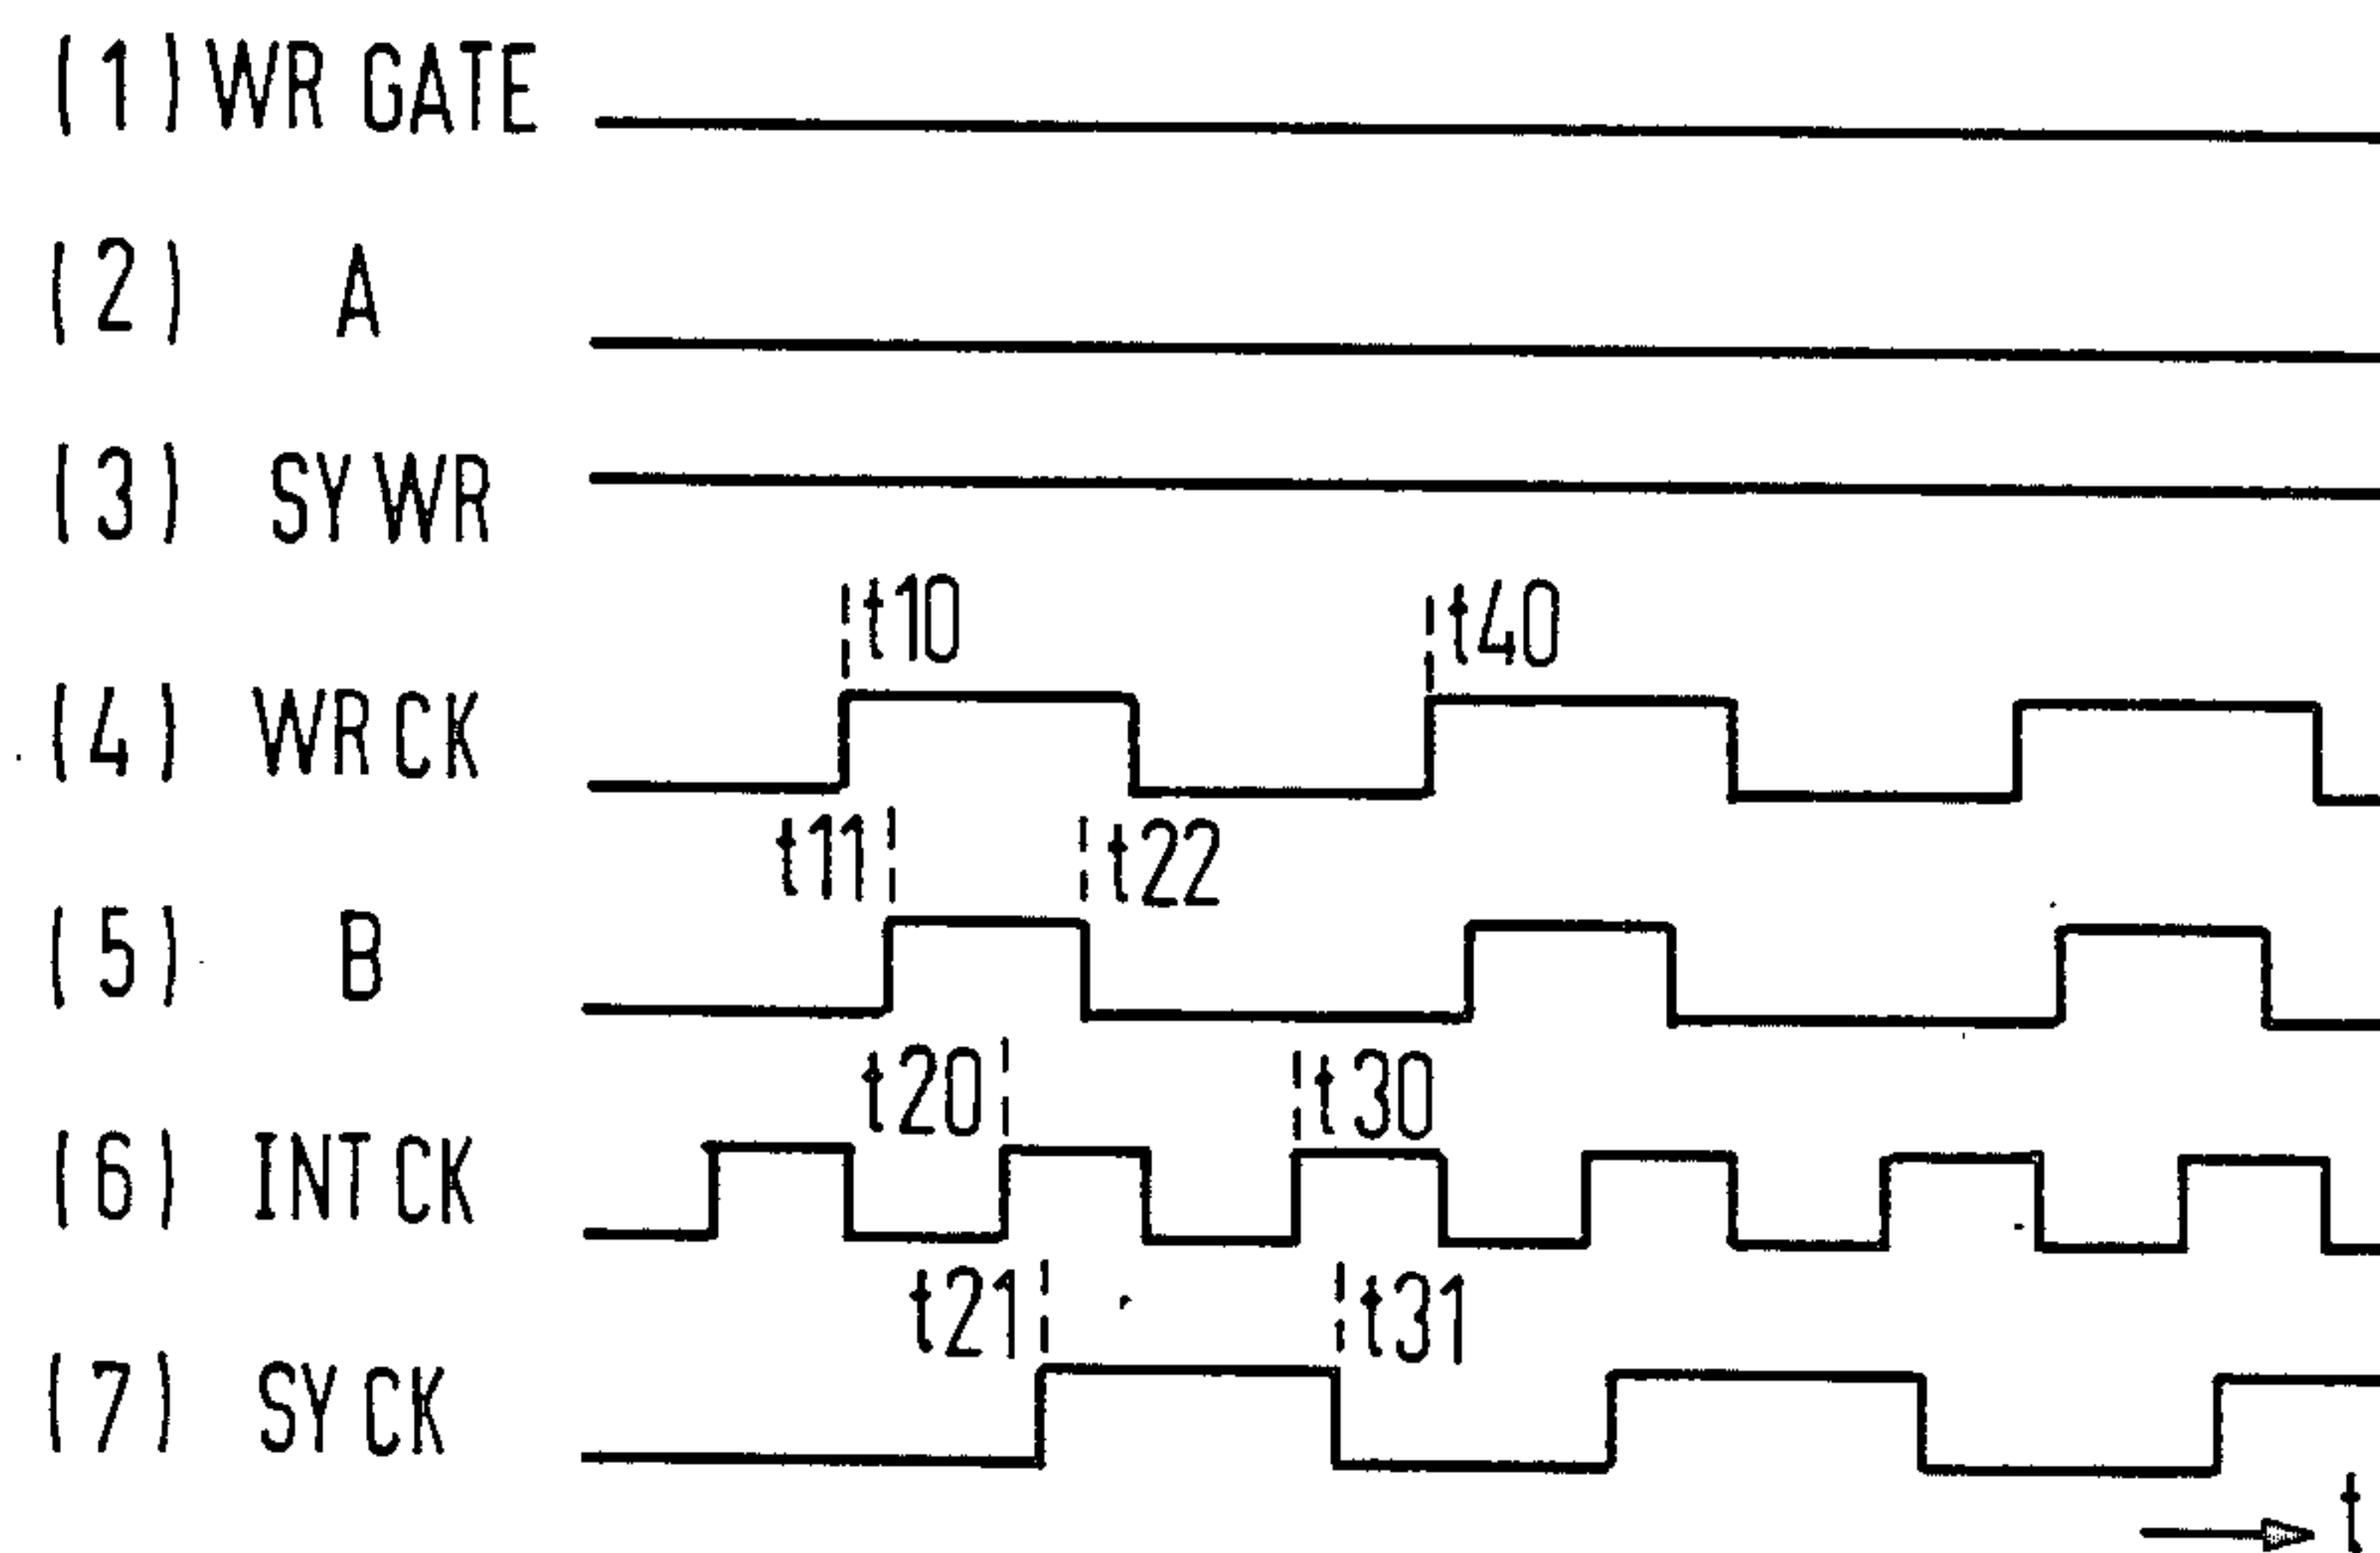 (1) WR GATE
(2) A
(3) SY WR
t10 t40
(4) WR CK
t11 t22
(5) B
t20 t30
(6) INT CK
t21 t31
(7) SY CK
t